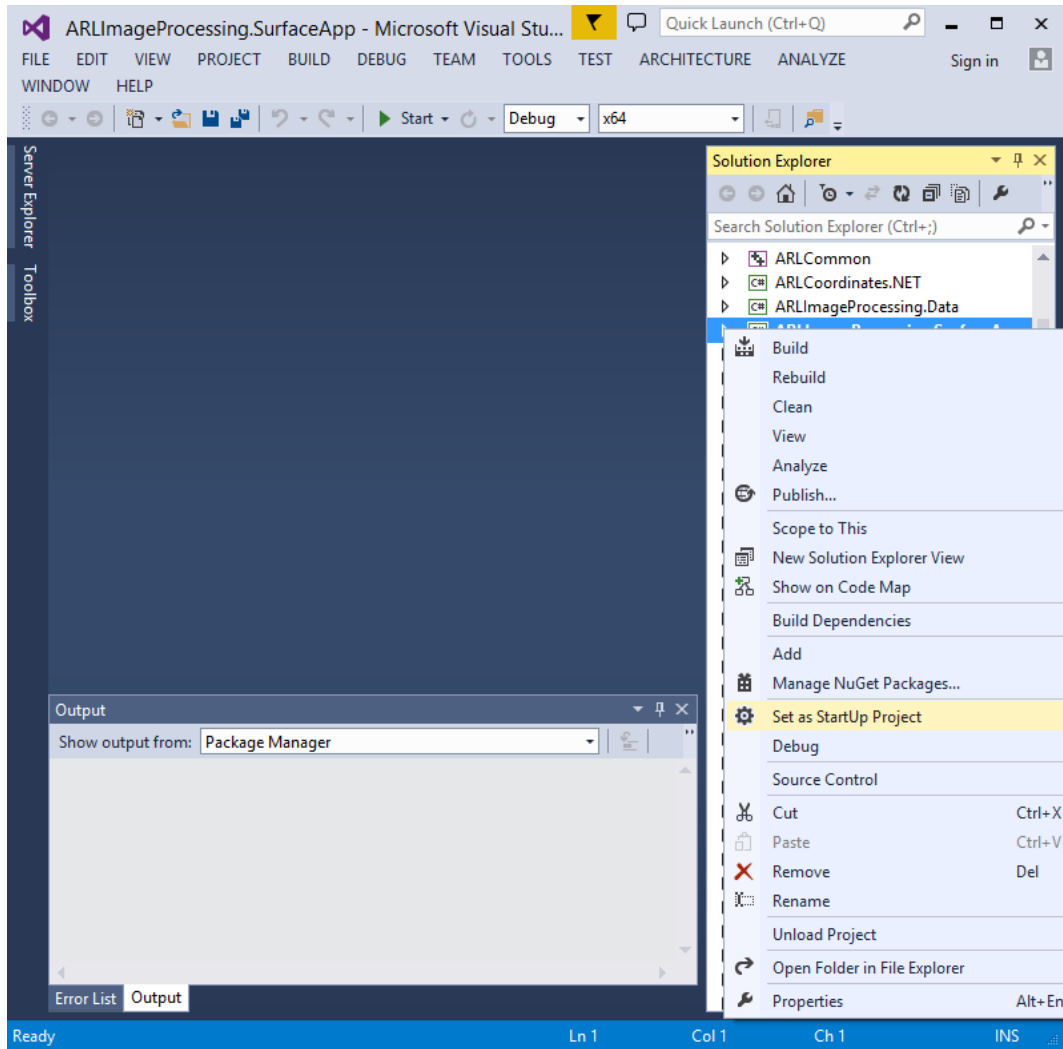 ARLImageProcessing.SurfaceApp - Microsoft Visual Stu...
Quick Launch (Ctrl+Q)
FILE EDIT VIEW PROJECT BUILD DEBUG TEAM TOOLS TEST ARCHITECTURE ANALYZE Sign in
WINDOW HELP
Start Debug x64
Server Explorer
Toolbox
Solution Explorer
Search Solution Explorer (Ctrl+;)
ARLCommon
C# ARLCoordinates.NET
C# ARLImageProcessing.Data
Build
Rebuild
Clean
View
Analyze
Publish...
Scope to This
New Solution Explorer View
Show on Code Map
Build Dependencies
Add
Manage NuGet Packages...
Set as StartUp Project
Debug
Source Control
Cut Ctrl+X
Paste Ctrl+V
Remove Del
Rename
Unload Project
Open Folder in File Explorer
Properties Alt+En
Output
Show output from: Package Manager
Error List Output
Ready Ln 1 Col 1 Ch 1 INS